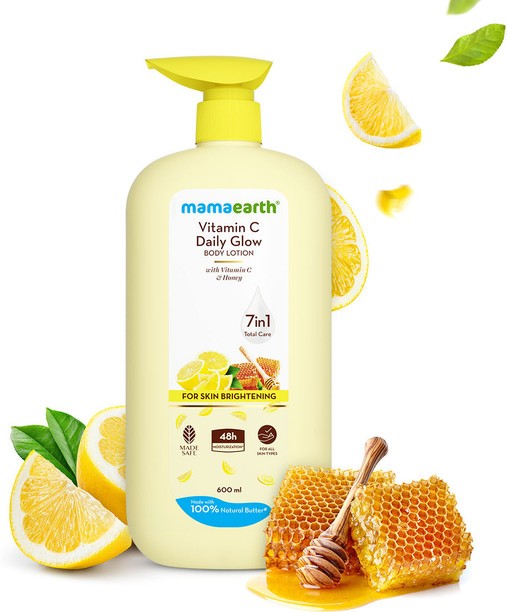 mamaearth®
Vitamin C
Daily Glow
BODY LOTION
with Vitamin C
& Honey
7in1
Total Care
FOR SKIN BRIGHTENING
MADE
SAFE
48h
MOISTURIZATION*
FOR ALL
SKIN TYPES
600 ml
Made with
100% Natural Butter#